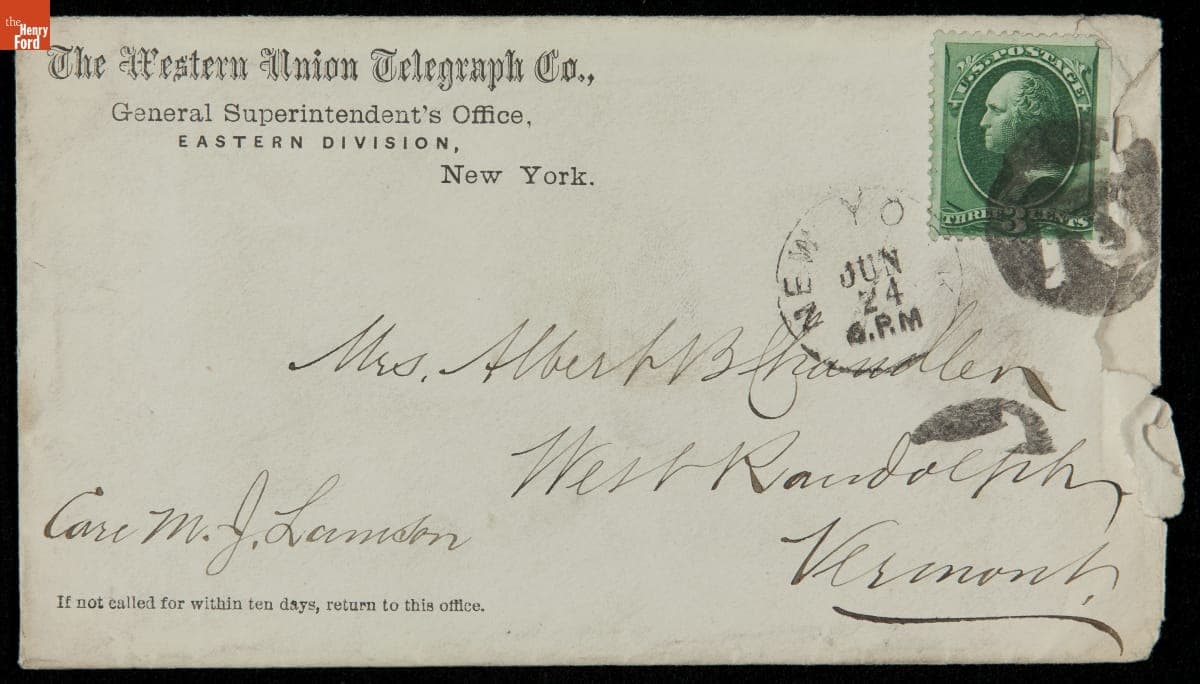 the
Henry
Ford
The Western Union Telegraph Co.,
General Superintendent's Office,
EASTERN DIVISION,
New York.
U.S. POSTAGE
THREE 3 CENTS
NEW YO
JUN
24
P.M
Mrs. Albert B Chandler
West Randolph
Vermont.
Care M. J. Lamson
If not called for within ten days, return to this office.